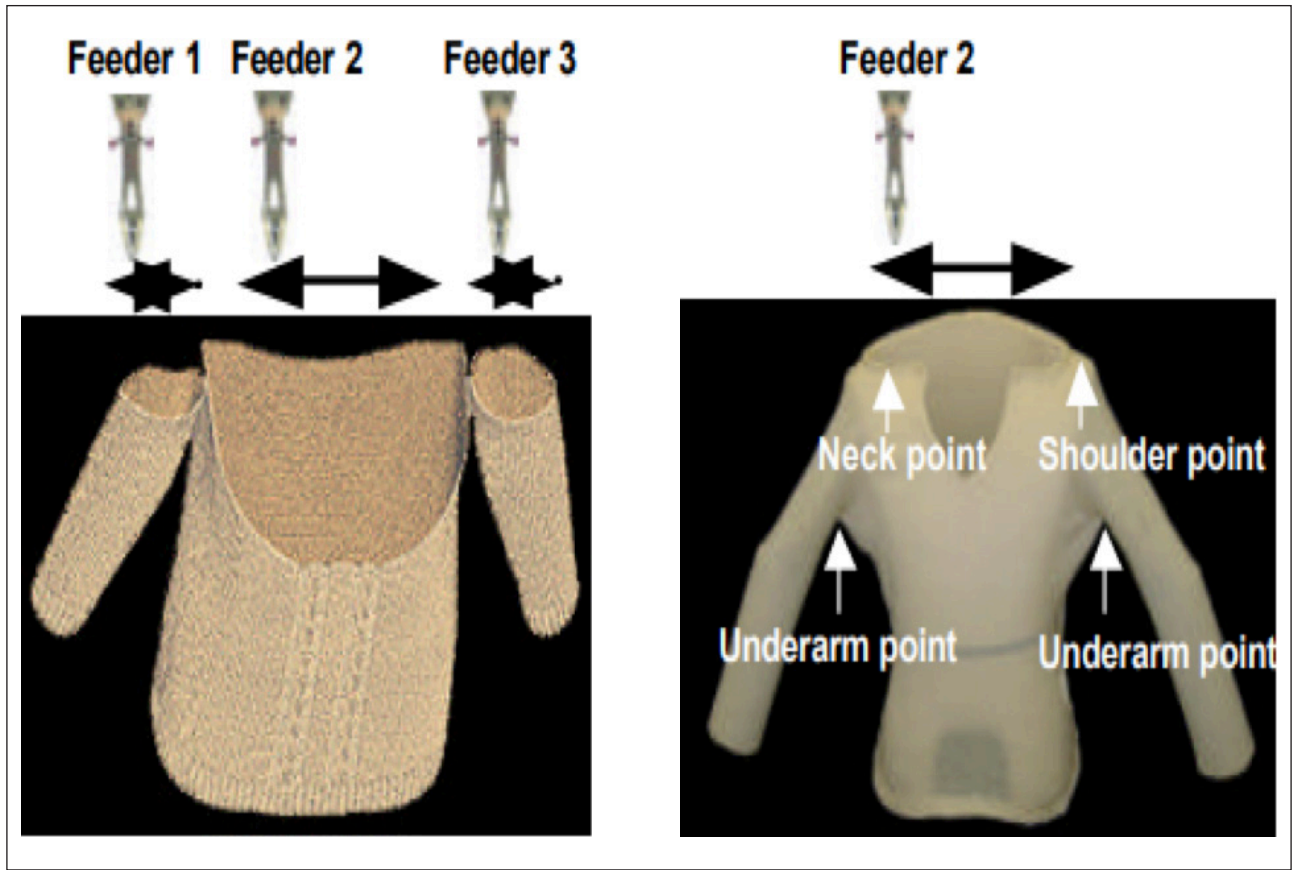 Feeder 1 Feeder 2 Feeder 3
Feeder 2
Neck point
Shoulder point
Underarm point
Underarm point